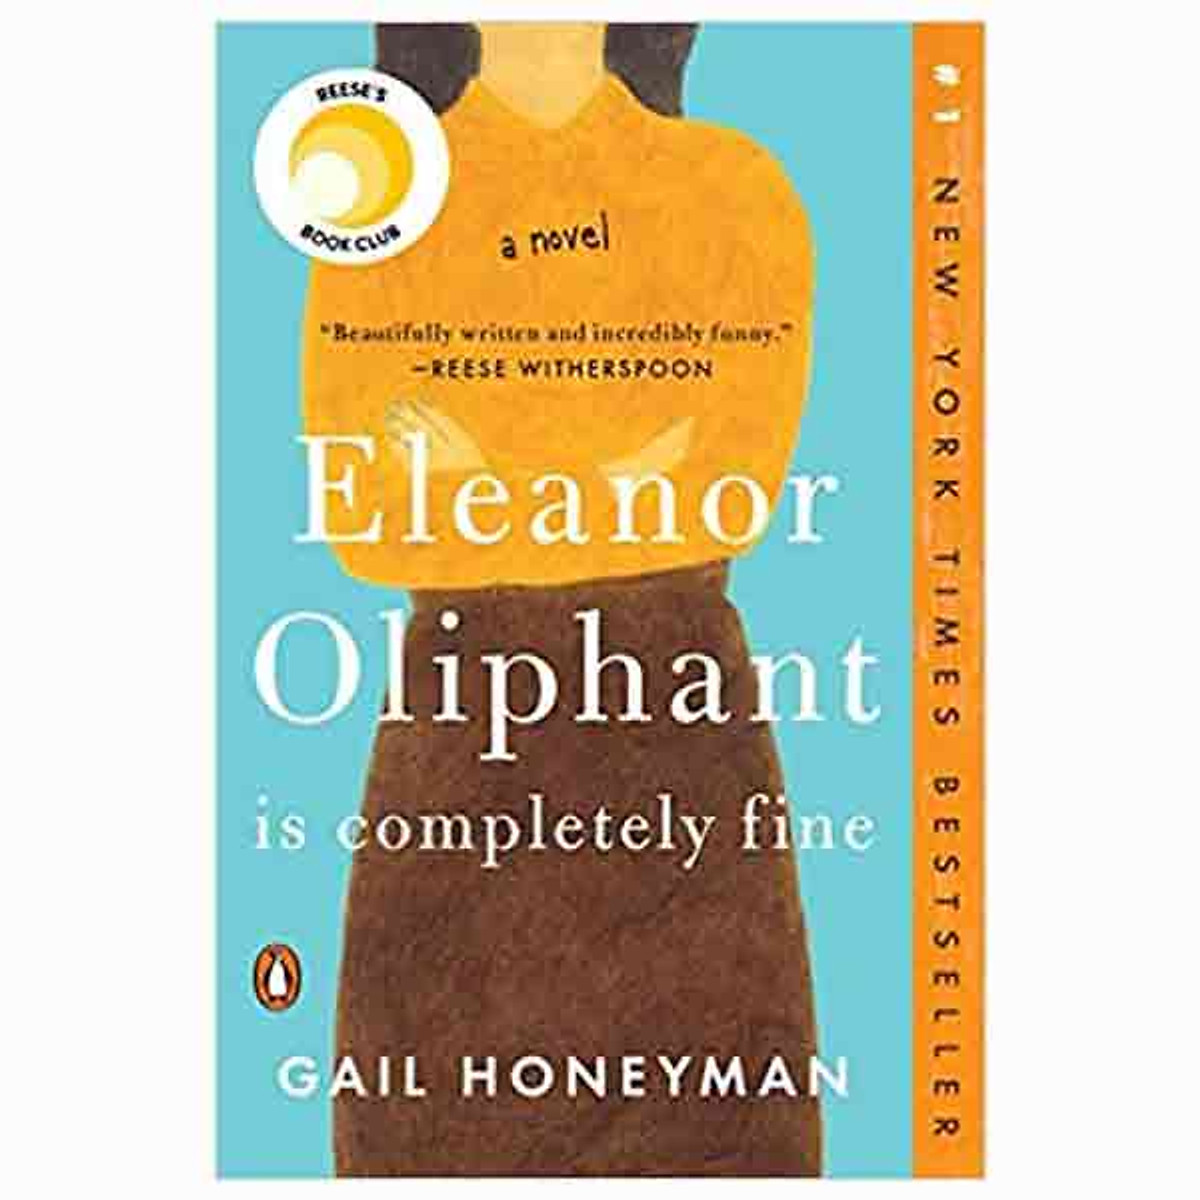 REESE'S
BOOK CLUB
a novel
"Beautifully written and incredibly funny."
—REESE WITHERSPOON
Eleanor
Oliphant
is completely fine
GAIL HONEYMAN
#1 NEW YORK TIMES BESTSELLER